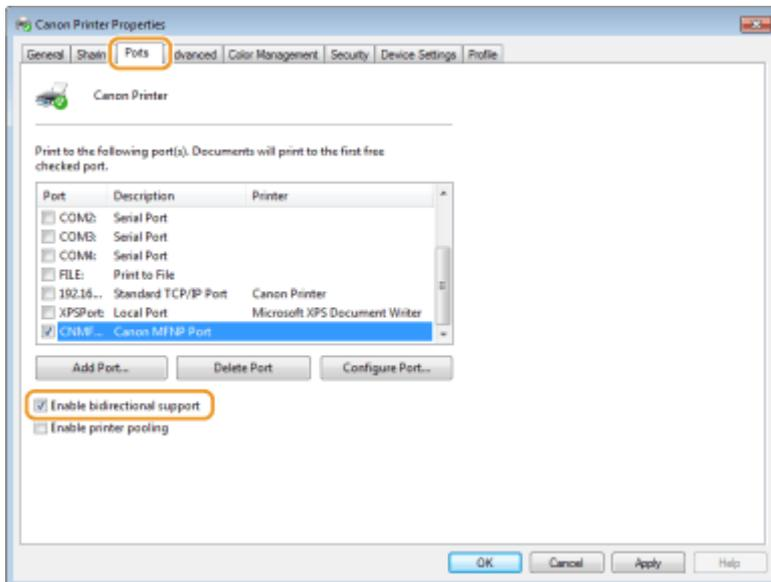 Canon Printer Properties
General Sharin Ports dvanced Color Management Security Device Settings Profile
Canon Printer
Print to the following port(s). Documents will print to the first free
checked port.
Port Description Printer
COM2: Serial Port
COM3: Serial Port
COM4: Serial Port
FILE: Print to File
192.16... Standard TCP/IP Port Canon Printer
XPSPort: Local Port Microsoft XPS Document Writer
CNMF... Canon MFNP Port
Add Port... Delete Port Configure Port...
Enable bidirectional support
Enable printer pooling
OK Cancel Apply Help